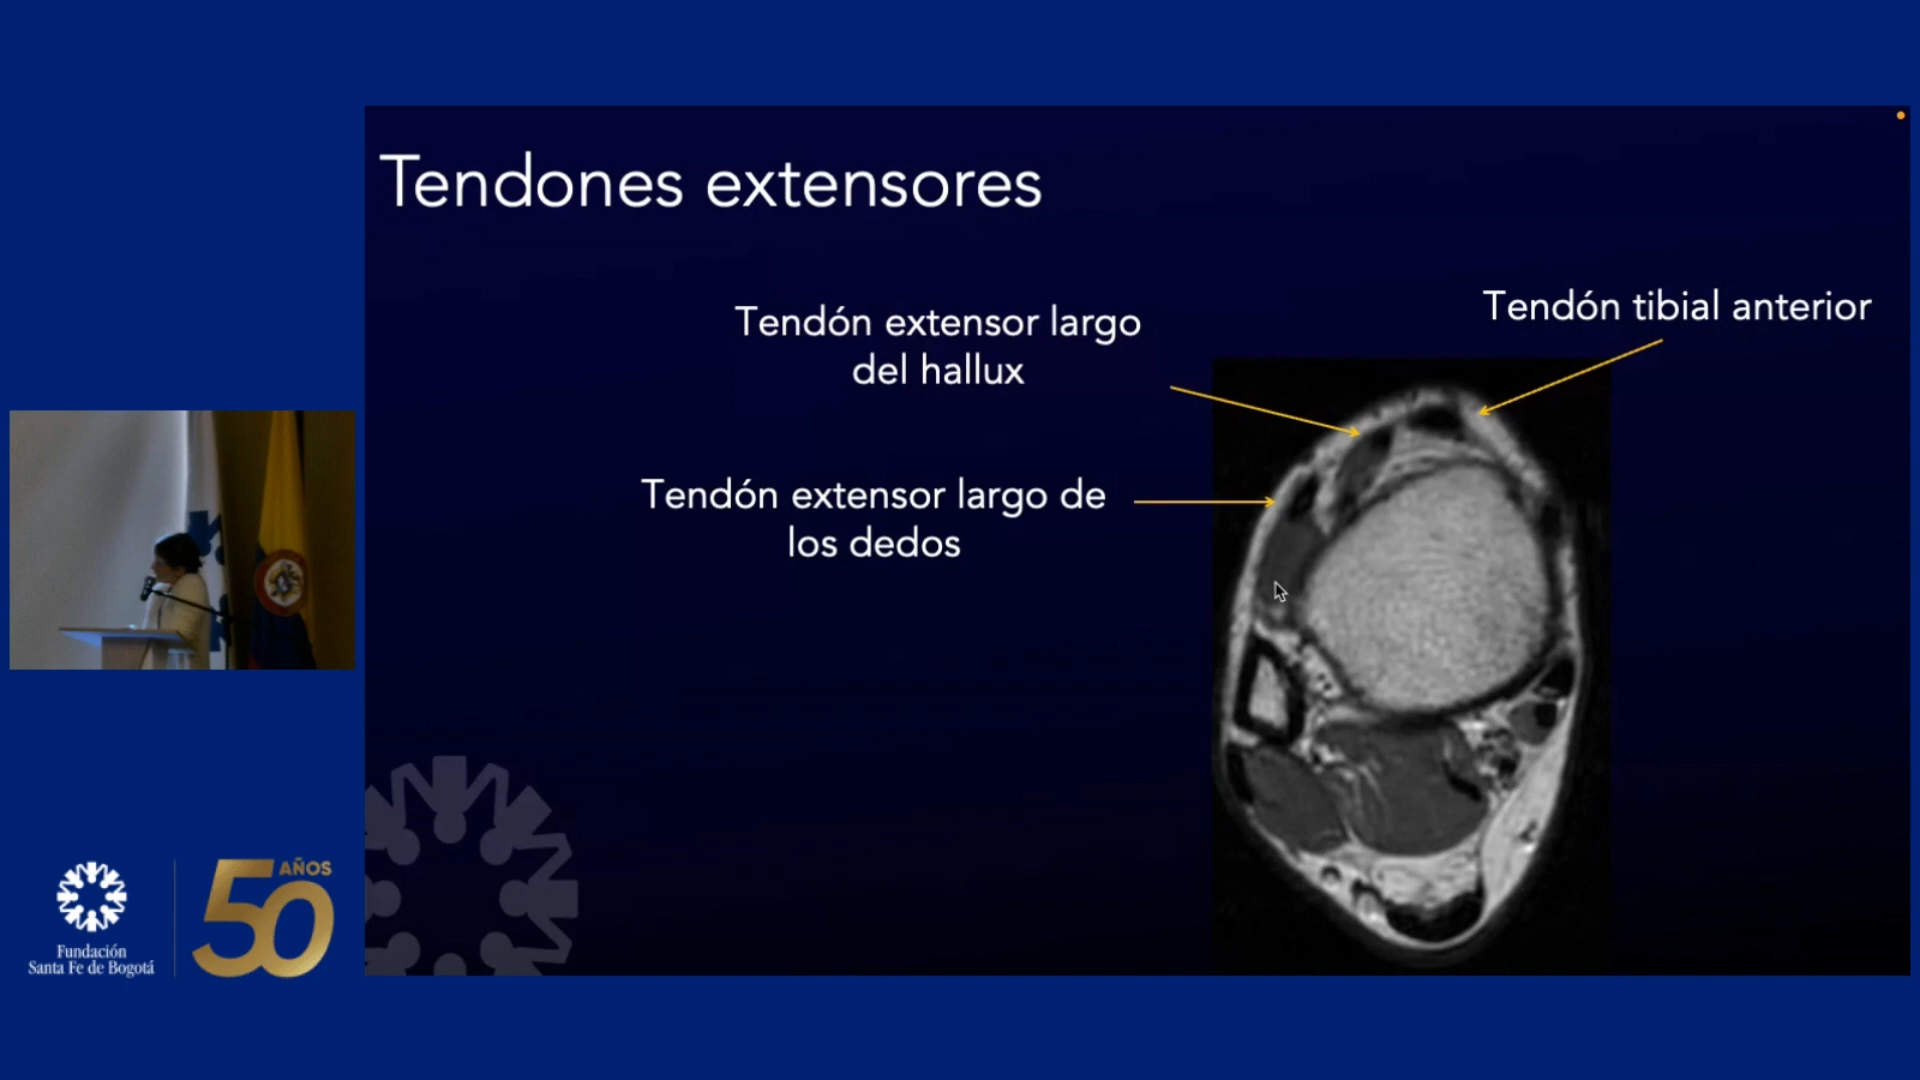 Tendones extensores
Tendón extensor largo
del hallux
Tendón tibial anterior
Tendón extensor largo de
los dedos
Fundación
Santa Fe de Bogotá
50 AÑOS